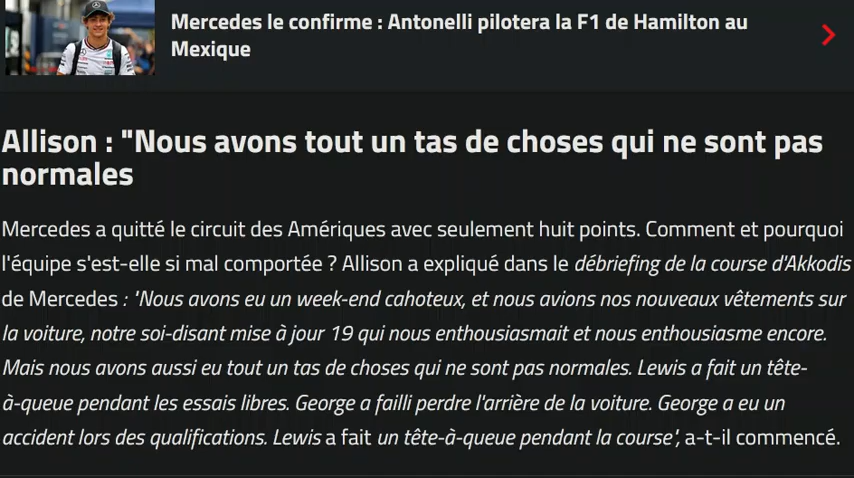 Mercedes le confirme : Antonelli pilotera la F1 de Hamilton au
Mexique
Allison : "Nous avons tout un tas de choses qui ne sont pas
normales
Mercedes a quitté le circuit des Amériques avec seulement huit points. Comment et pourquoi
l'équipe s'est-elle si mal comportée ? Allison a expliqué dans le débriefing de la course d'Akkodis
de Mercedes : "Nous avons eu un week-end cahoteux, et nous avions nos nouveaux vêtements sur
la voiture, notre soi-disant mise à jour 19 qui nous enthousiasmait et nous enthousiasme encore.
Mais nous avons aussi eu tout un tas de choses qui ne sont pas normales. Lewis a fait un tête-
à-queue pendant les essais libres. George a failli perdre l'arrière de la voiture. George a eu un
accident lors des qualifications. Lewis a fait un tête-à-queue pendant la course", a-t-il commencé.